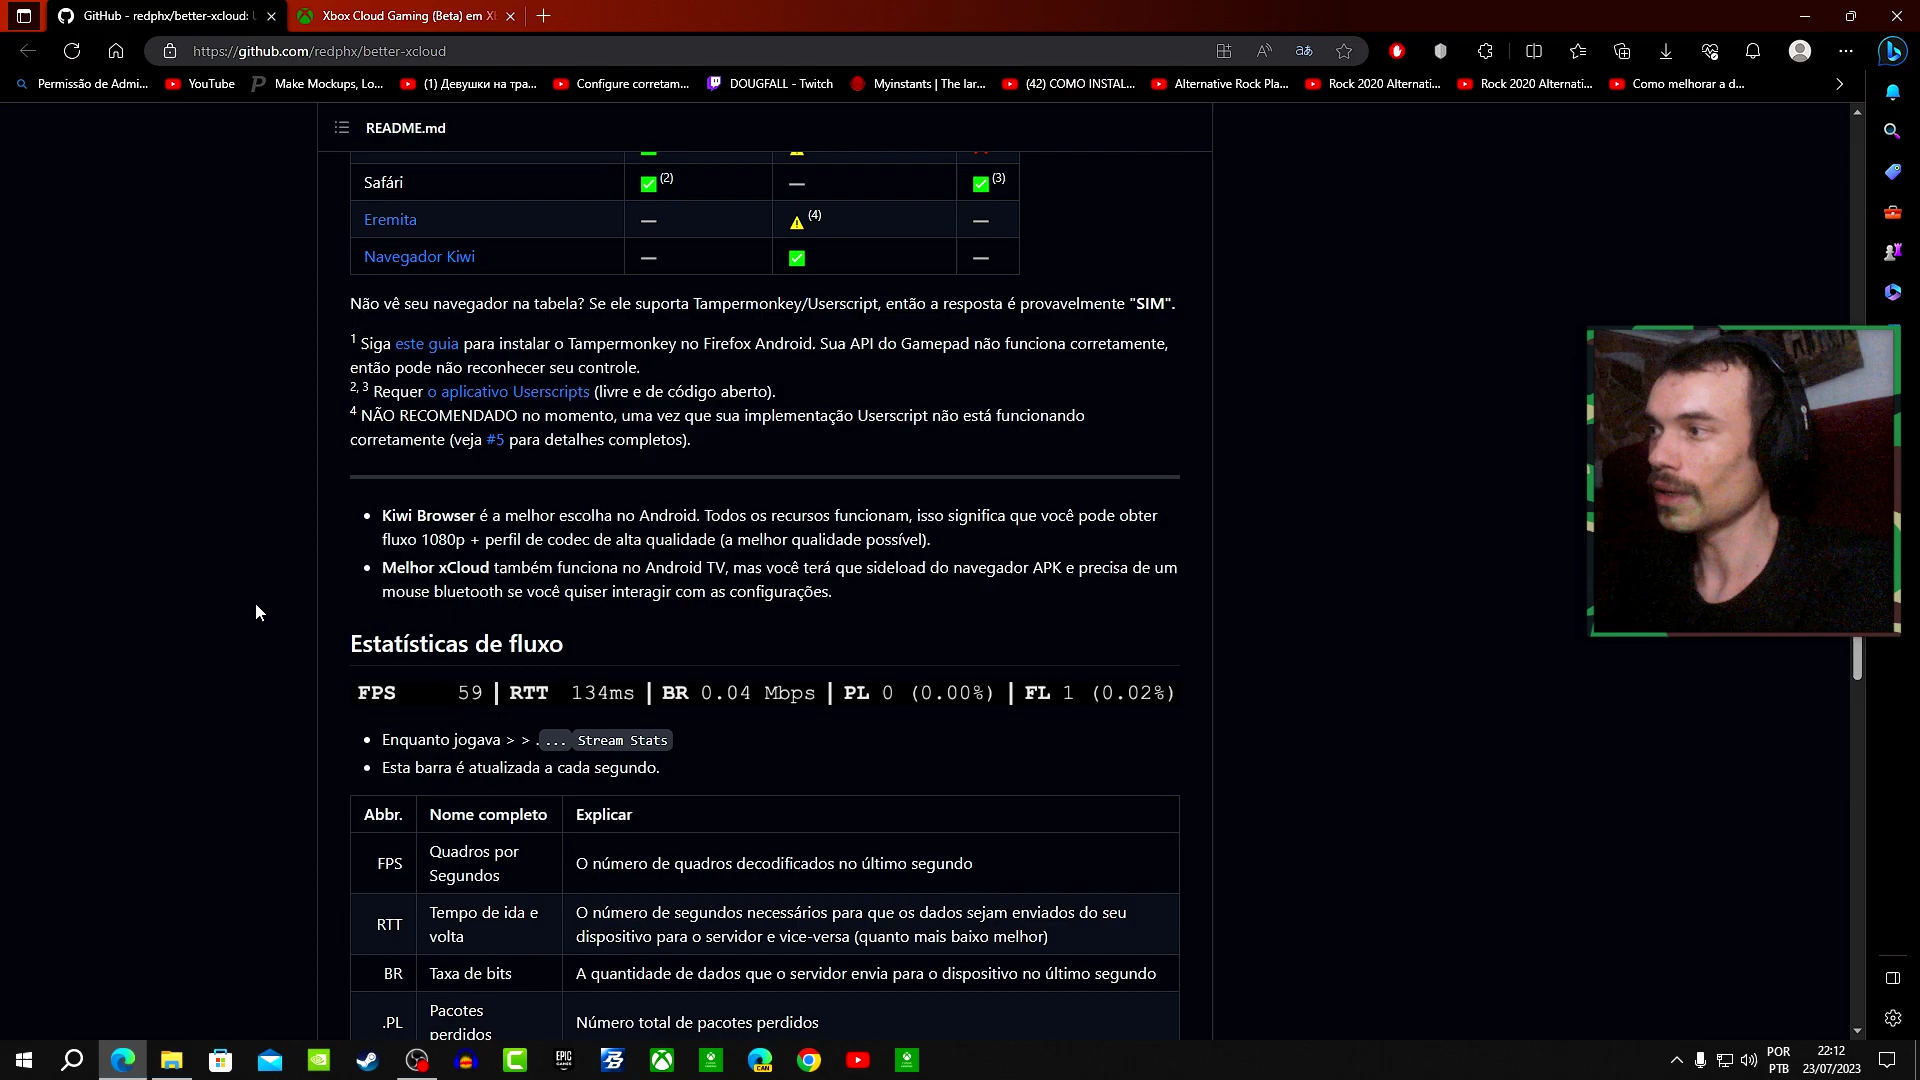 GitHub - redphx/better-xcloud:
Xbox Cloud Gaming (Beta) em
https://github.com/redphx/better-xcloud
Permissão de Admi...
YouTube
Make Mockups, Lo...
(1) Девушки на тра...
Configure corretam...
DOUGFALL - Twitch
Myinstants | The lar...
(42) COMO INSTAL...
Alternative Rock Pla...
Rock 2020 Alternati...
Rock 2020 Alternati...
Como melhorar a d...
README.md
Safári (2) — (3)
Eremita — (4) —
Navegador Kiwi — —
Não vê seu navegador na tabela? Se ele suporta Tampermonkey/Userscript, então a resposta é provavelmente "SIM".
1 Siga este guia para instalar o Tampermonkey no Firefox Android. Sua API do Gamepad não funciona corretamente,
então pode não reconhecer seu controle.
2, 3 Requer o aplicativo Userscripts (livre e de código aberto).
4 NÃO RECOMENDADO no momento, uma vez que sua implementação Userscript não está funcionando
corretamente (veja #5 para detalhes completos).
• Kiwi Browser é a melhor escolha no Android. Todos os recursos funcionam, isso significa que você pode obter
fluxo 1080p + perfil de codec de alta qualidade (a melhor qualidade possível).
• Melhor xCloud também funciona no Android TV, mas você terá que sideload do navegador APK e precisa de um
mouse bluetooth se você quiser interagir com as configurações.
Estatísticas de fluxo
FPS 59 | RTT 134ms | BR 0.04 Mbps | PL 0 (0.00%) | FL 1 (0.02%)
• Enquanto jogava > > . ... Stream Stats
• Esta barra é atualizada a cada segundo.
Abbr. Nome completo Explicar
FPS Quadros por Segundos O número de quadros decodificados no último segundo
RTT Tempo de ida e volta O número de segundos necessários para que os dados sejam enviados do seu
dispositivo para o servidor e vice-versa (quanto mais baixo melhor)
BR Taxa de bits A quantidade de dados que o servidor envia para o dispositivo no último segundo
.PL Pacotes perdidos Número total de pacotes perdidos
EPIC GAMES
CAN
POR
PTB
22:12
23/07/2023